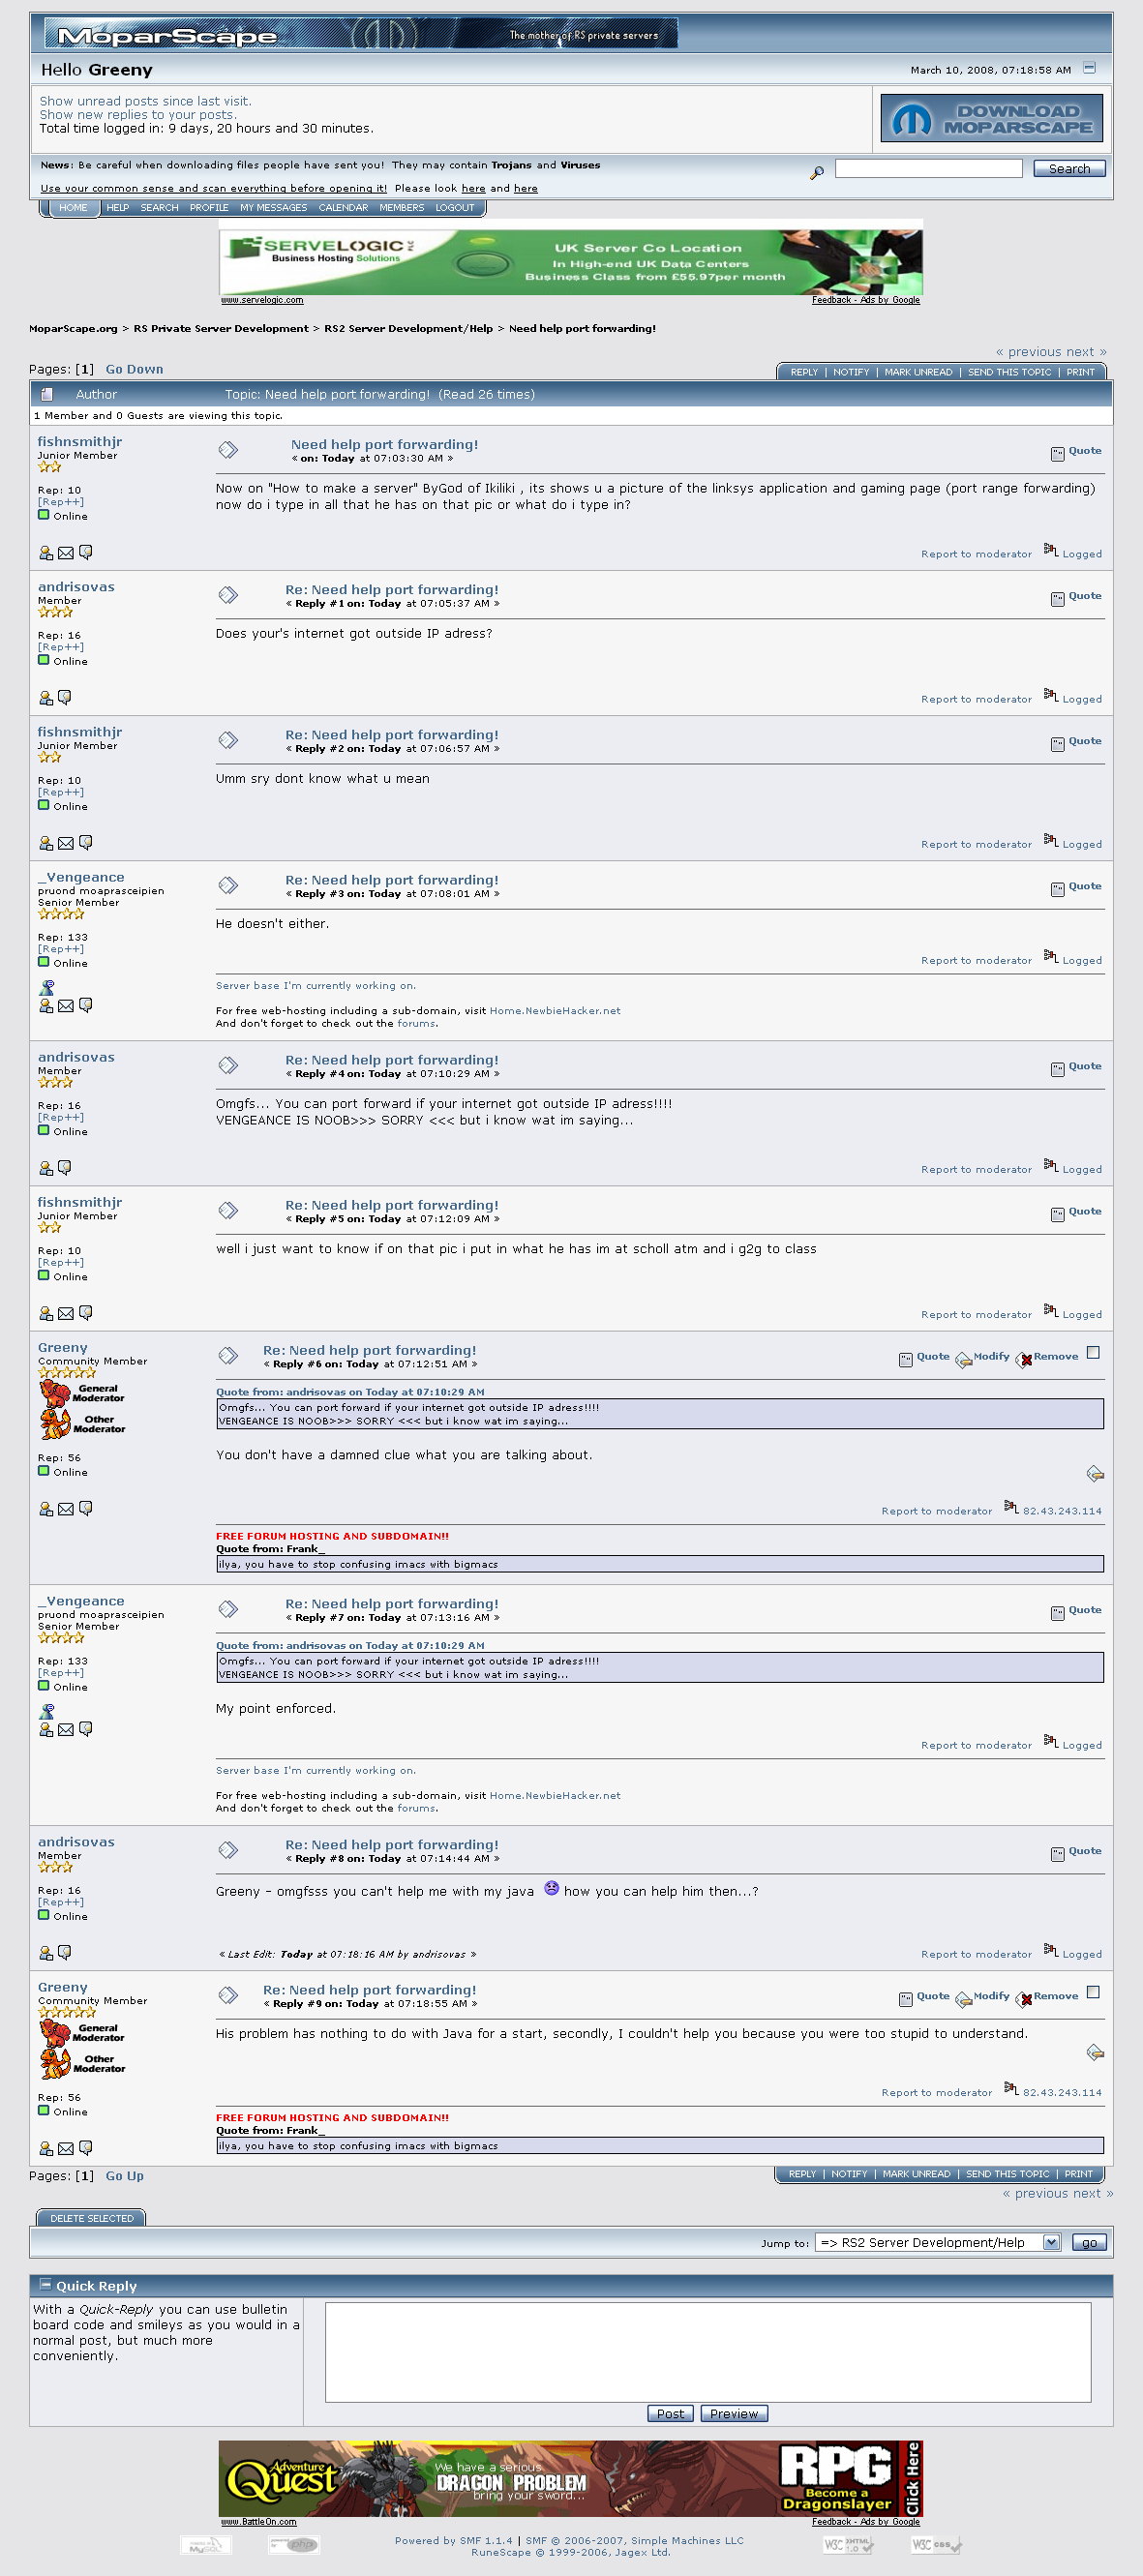 MoparScape
The mother of RS private servers
Hello Greeny
March 10, 2008, 07:18:58 AM
Show unread posts since last visit.
Show new replies to your posts.
Total time logged in: 9 days, 20 hours and 30 minutes.
DOWNLOAD
MOPARSCAPE
News: Be careful when downloading files people have sent you! They may contain Trojans and Viruses
Search
Use your common sense and scan everything before opening it! Please look here and here
HOME HELP SEARCH PROFILE MY MESSAGES CALENDAR MEMBERS LOGOUT
SERVELOGIC
Business Hosting Solutions
UK Server Co Location
In High-end UK Data Centers
Business Class from £55.97per month
www.servelogic.com
Feedback - Ads by Google
MoparScape.org > RS Private Server Development > RS2 Server Development/Help > Need help port forwarding!
« previous next »
Pages: [1] Go Down
REPLY | NOTIFY | MARK UNREAD | SEND THIS TOPIC | PRINT
Author Topic: Need help port forwarding! (Read 26 times)
1 Member and 0 Guests are viewing this topic.
fishnsmithjr
Junior Member
Rep: 10
[Rep++]
Online
Need help port forwarding!
« on: Today at 07:03:30 AM »
Quote
Now on "How to make a server" ByGod of Ikiliki , its shows u a picture of the linksys application and gaming page (port range forwarding)
now do i type in all that he has on that pic or what do i type in?
Report to moderator Logged
andrisovas
Member
Rep: 16
[Rep++]
Online
Re: Need help port forwarding!
« Reply #1 on: Today at 07:05:37 AM »
Quote
Does your's internet got outside IP adress?
Report to moderator Logged
fishnsmithjr
Junior Member
Rep: 10
[Rep++]
Online
Re: Need help port forwarding!
« Reply #2 on: Today at 07:06:57 AM »
Quote
Umm sry dont know what u mean
Report to moderator Logged
_Vengeance
pruond moaprasceipien
Senior Member
Rep: 133
[Rep++]
Online
Re: Need help port forwarding!
« Reply #3 on: Today at 07:08:01 AM »
Quote
He doesn't either.
Report to moderator Logged
Server base I'm currently working on.
For free web-hosting including a sub-domain, visit Home.NewbieHacker.net
And don't forget to check out the forums.
andrisovas
Member
Rep: 16
[Rep++]
Online
Re: Need help port forwarding!
« Reply #4 on: Today at 07:10:29 AM »
Quote
Omgfs... You can port forward if your internet got outside IP adress!!!!
VENGEANCE IS NOOB>>> SORRY <<< but i know wat im saying...
Report to moderator Logged
fishnsmithjr
Junior Member
Rep: 10
[Rep++]
Online
Re: Need help port forwarding!
« Reply #5 on: Today at 07:12:09 AM »
Quote
well i just want to know if on that pic i put in what he has im at scholl atm and i g2g to class
Report to moderator Logged
Greeny
Community Member
General
Moderator
Other
Moderator
Rep: 56
Online
Re: Need help port forwarding!
« Reply #6 on: Today at 07:12:51 AM »
Quote Modify Remove
Quote from: andrisovas on Today at 07:10:29 AM
Omgfs... You can port forward if your internet got outside IP adress!!!!
VENGEANCE IS NOOB>>> SORRY <<< but i know wat im saying...
You don't have a damned clue what you are talking about.
Report to moderator 82.43.243.114
FREE FORUM HOSTING AND SUBDOMAIN!!
Quote from: Frank_
ilya, you have to stop confusing imacs with bigmacs
_Vengeance
pruond moaprasceipien
Senior Member
Rep: 133
[Rep++]
Online
Re: Need help port forwarding!
« Reply #7 on: Today at 07:13:16 AM »
Quote
Quote from: andrisovas on Today at 07:10:29 AM
Omgfs... You can port forward if your internet got outside IP adress!!!!
VENGEANCE IS NOOB>>> SORRY <<< but i know wat im saying...
My point enforced.
Report to moderator Logged
Server base I'm currently working on.
For free web-hosting including a sub-domain, visit Home.NewbieHacker.net
And don't forget to check out the forums.
andrisovas
Member
Rep: 16
[Rep++]
Online
Re: Need help port forwarding!
« Reply #8 on: Today at 07:14:44 AM »
Quote
Greeny - omgfsss you can't help me with my java how you can help him then...?
« Last Edit: Today at 07:18:16 AM by andrisovas »
Report to moderator Logged
Greeny
Community Member
General
Moderator
Other
Moderator
Rep: 56
Online
Re: Need help port forwarding!
« Reply #9 on: Today at 07:18:55 AM »
Quote Modify Remove
His problem has nothing to do with Java for a start, secondly, I couldn't help you because you were too stupid to understand.
Report to moderator 82.43.243.114
FREE FORUM HOSTING AND SUBDOMAIN!!
Quote from: Frank_
ilya, you have to stop confusing imacs with bigmacs
Pages: [1] Go Up
REPLY | NOTIFY | MARK UNREAD | SEND THIS TOPIC | PRINT
« previous next »
DELETE SELECTED
Jump to: => RS2 Server Development/Help go
Quick Reply
With a Quick-Reply you can use bulletin
board code and smileys as you would in a
normal post, but much more
conveniently.
Post Preview
Adventure
Quest
We have a serious
DRAGON PROBLEM
bring your sword...
RPG
Become a
Dragonslayer
Click Here
www.BattleOn.com
Feedback - Ads by Google
MySQL
php
Powered by SMF 1.1.4 | SMF © 2006-2007, Simple Machines LLC
RuneScape © 1999-2006, Jagex Ltd.
W3C XHTML 1.0
W3C css